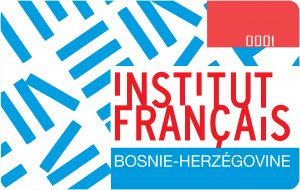 0001
INSTITUT
FRANÇAIS
BOSNIE-HERZÉGOVINE